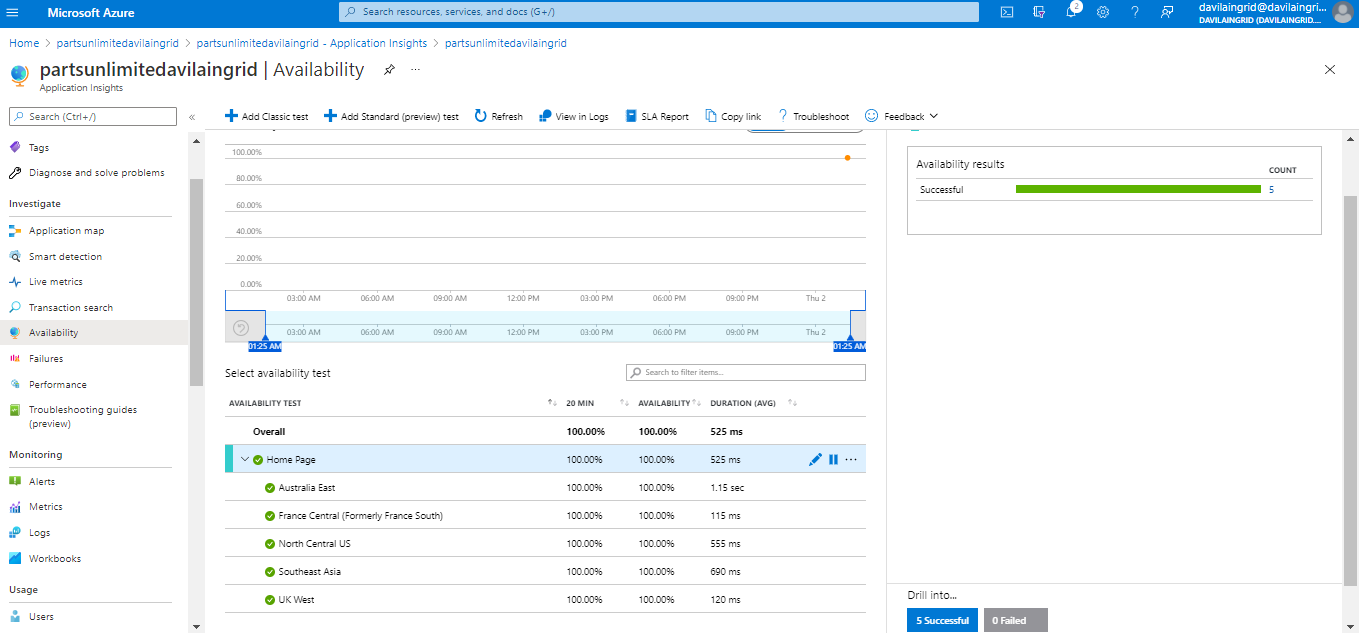 Microsoft Azure
Search resources, services, and docs (G+/)
2
davilaingrid@davilaingri...
DAVILAINGRID (DAVILAINGRID....
Home > partsunlimitedavilaingrid > partsunlimitedavilaingrid - Application Insights > partsunlimitedavilaingrid
partsunlimitedavilaingrid | Availability
Application Insights
Search (Ctrl+/)
Add Classic test
Add Standard (preview) test
Refresh
View in Logs
SLA Report
Copy link
Troubleshoot
Feedback
Tags
Diagnose and solve problems
Investigate
Application map
Smart detection
Live metrics
Transaction search
Availability
Failures
Performance
Troubleshooting guides
(preview)
Monitoring
Alerts
Metrics
Logs
Workbooks
Usage
Users
100.00%
80.00%
60.00%
40.00%
20.00%
0.00%
03:00 AM 06:00 AM 09:00 AM 12:00 PM 03:00 PM 06:00 PM 09:00 PM Thu 2
03:00 AM 06:00 AM 09:00 AM 12:00 PM 03:00 PM 06:00 PM 09:00 PM Thu 2
01:25 AM 01:25 AM
Select availability test
Search to filter items...
AVAILABILITY TEST 20 MIN AVAILABILITY DURATION (AVG)
Overall 100.00% 100.00% 525 ms
Home Page 100.00% 100.00% 525 ms
Australia East 100.00% 100.00% 1.15 sec
France Central (Formerly France South) 100.00% 100.00% 115 ms
North Central US 100.00% 100.00% 555 ms
Southeast Asia 100.00% 100.00% 690 ms
UK West 100.00% 100.00% 120 ms
Availability results
COUNT
Successful 5
Drill into...
5 Successful
0 Failed